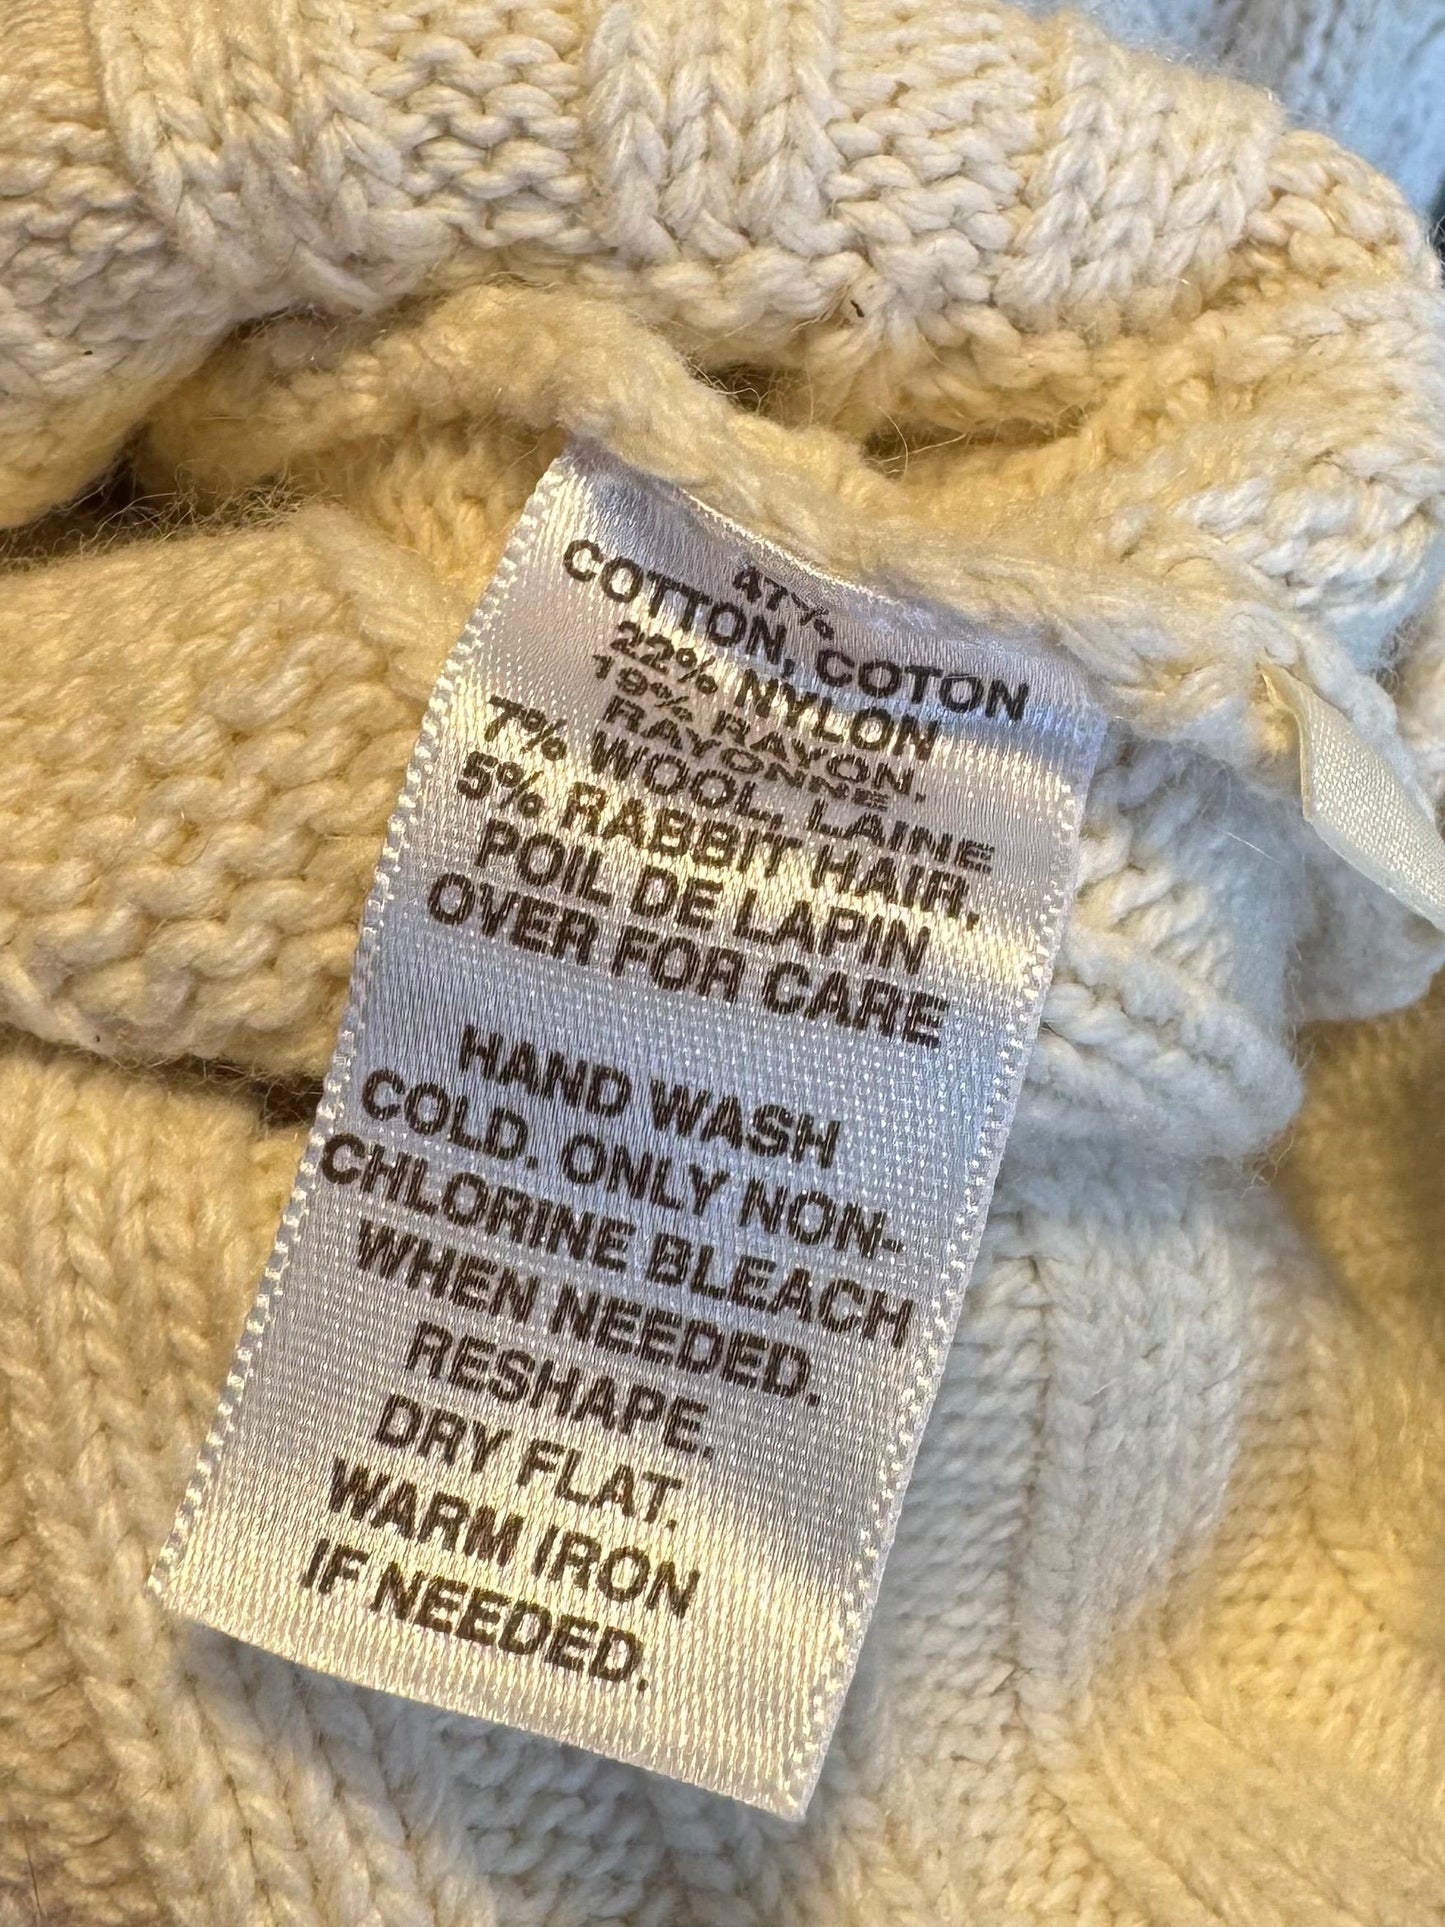 47%
COTTON, COTON
22% NYLON
19% RAYON,
RAYONNE
7% WOOL, LAINE
5% RABBIT HAIR,
POIL DE LAPIN
OVER FOR CARE
HAND WASH
COLD. ONLY NON-
CHLORINE BLEACH
WHEN NEEDED.
RESHAPE.
DRY FLAT.
WARM IRON
IF NEEDED.